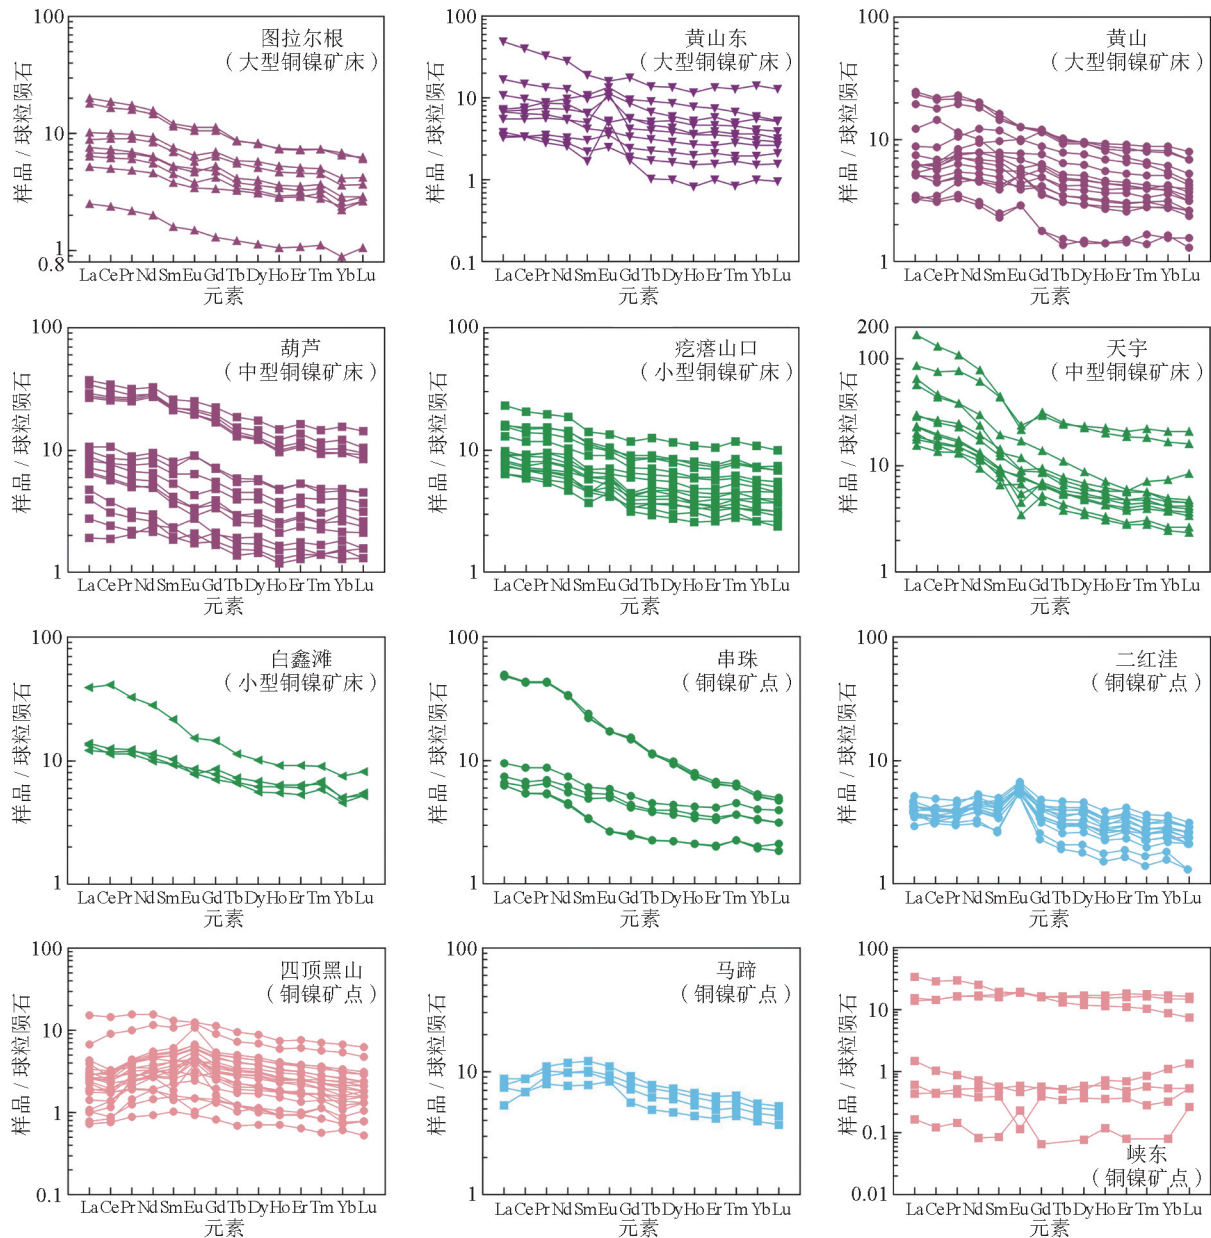 100
10
1
0.8
样品 / 球粒陨石
图拉尔根
（大型铜镍矿床）
La Ce Pr Nd Sm Eu Gd Tb Dy Ho Er Tm Yb Lu
元素
100
10
1
0.1
样品 / 球粒陨石
黄山东
（大型铜镍矿床）
La Ce Pr Nd Sm Eu Gd Tb Dy Ho Er Tm Yb Lu
元素
100
10
1
样品 / 球粒陨石
黄山
（大型铜镍矿床）
La Ce Pr Nd Sm Eu Gd Tb Dy Ho Er Tm Yb Lu
元素
100
10
1
样品 / 球粒陨石
葫芦
（中型铜镍矿床）
La Ce Pr Nd Sm Eu Gd Tb Dy Ho Er Tm Yb Lu
元素
100
10
1
样品 / 球粒陨石
疙瘩山口
（小型铜镍矿床）
La Ce Pr Nd Sm Eu Gd Tb Dy Ho Er Tm Yb Lu
元素
200
100
10
1
样品 / 球粒陨石
天宇
（中型铜镍矿床）
La Ce Pr Nd Sm Eu Gd Tb Dy Ho Er Tm Yb Lu
元素
100
10
1
样品 / 球粒陨石
白鑫滩
（小型铜镍矿床）
La Ce Pr Nd Sm Eu Gd Tb Dy Ho Er Tm Yb Lu
元素
100
10
1
样品 / 球粒陨石
串珠
（铜镍矿点）
La Ce Pr Nd Sm Eu Gd Tb Dy Ho Er Tm Yb Lu
元素
100
10
1
样品 / 球粒陨石
二红洼
（铜镍矿点）
La Ce Pr Nd Sm Eu Gd Tb Dy Ho Er Tm Yb Lu
元素
100
10
1
0.1
样品 / 球粒陨石
四顶黑山
（铜镍矿点）
La Ce Pr Nd Sm Eu Gd Tb Dy Ho Er Tm Yb Lu
元素
100
10
1
样品 / 球粒陨石
马蹄
（铜镍矿点）
La Ce Pr Nd Sm Eu Gd Tb Dy Ho Er Tm Yb Lu
元素
100
10
1
0.1
0.01
样品 / 球粒陨石
峡东
（铜镍矿点）
La Ce Pr Nd Sm Eu Gd Tb Dy Ho Er Tm Yb Lu
元素